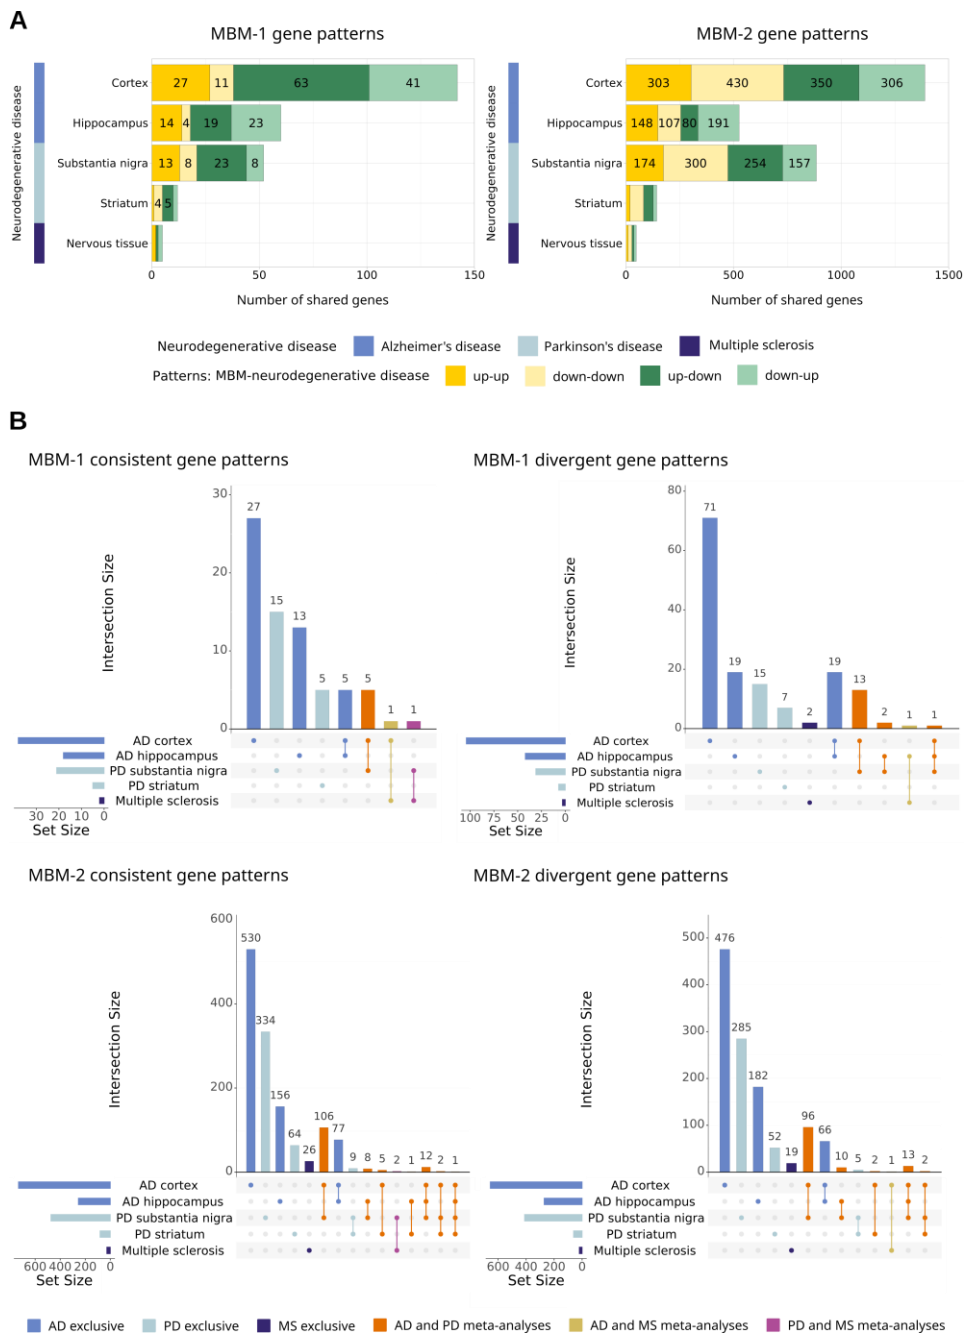 A
MBM-1 gene patterns
MBM-2 gene patterns
Neurodegenerative disease
Cortex 27 11 63 41
Hippocampus 14 4 19 23
Substantia nigra 13 8 23 8
Striatum 4 5
Nervous tissue
0 50 100 150
Number of shared genes
Neurodegenerative disease
Cortex 303 430 350 306
Hippocampus 148 107 80 191
Substantia nigra 174 300 254 157
Striatum
Nervous tissue
0 500 1000 1500
Number of shared genes
Neurodegenerative disease Alzheimer's disease Parkinson's disease Multiple sclerosis
Patterns: MBM-neurodegenerative disease up-up down-down up-down down-up
B
MBM-1 consistent gene patterns
Intersection Size
30
20
10
0
27 15 13 5 5 5 1 1
AD cortex
AD hippocampus
PD substantia nigra
PD striatum
Multiple sclerosis
30 20 10 0
Set Size
MBM-1 divergent gene patterns
Intersection Size
80
60
40
20
0
71 19 15 7 2 19 13 2 1 1
AD cortex
AD hippocampus
PD substantia nigra
PD striatum
Multiple sclerosis
100 75 50 25 0
Set Size
MBM-2 consistent gene patterns
Intersection Size
600
400
200
0
530 334 156 64 26 106 77 9 8 5 2 1 12 2 1
AD cortex
AD hippocampus
PD substantia nigra
PD striatum
Multiple sclerosis
600 400 200 0
Set Size
MBM-2 divergent gene patterns
Intersection Size
500
400
300
200
100
0
476 285 182 52 19 96 66 10 5 2 1 13 2
AD cortex
AD hippocampus
PD substantia nigra
PD striatum
Multiple sclerosis
600 400 200 0
Set Size
AD exclusive PD exclusive MS exclusive AD and PD meta-analyses AD and MS meta-analyses PD and MS meta-analyses